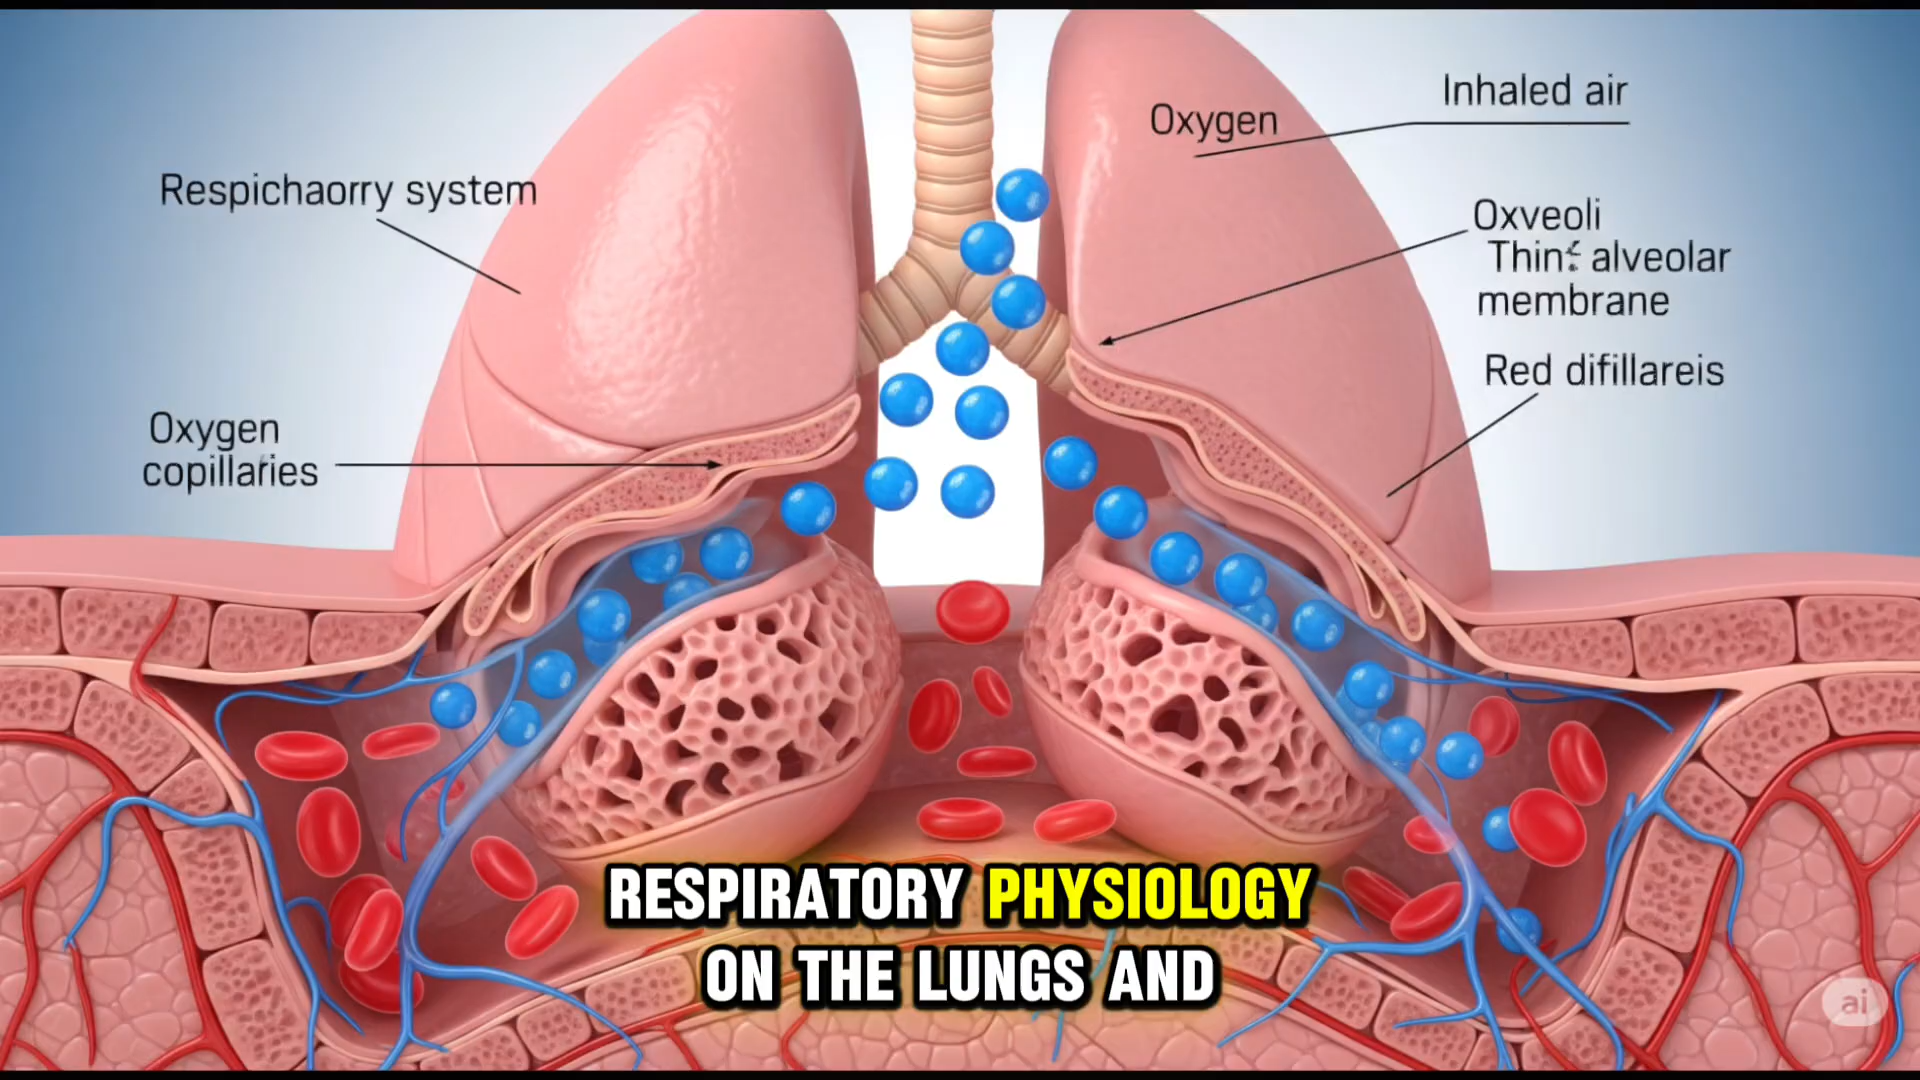 Inhaled air
Oxygen
Respichaorry system
Oxveoli
Thin alveolar
membrane
Red difillareis
Oxygen
copillaries
RESPIRATORY PHYSIOLOGY
ON THE LUNGS AND
ai